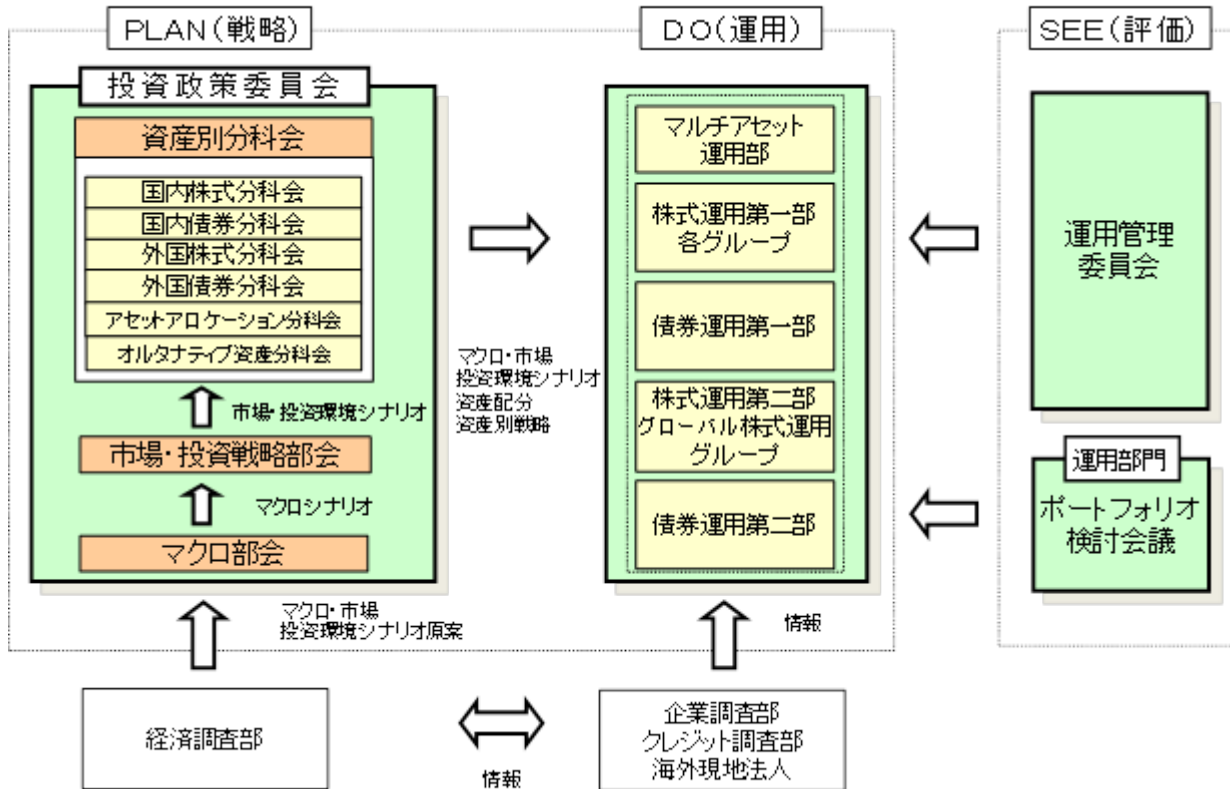 PLAN(戦略)
DO(運用)
SEE(評価)
投資政策委員会
資産別分科会
国内株式分科会
国内債券分科会
外国株式分科会
外国債券分科会
アセットアロケーション分科会
オルタナティブ資産分科会
市場・投資環境シナリオ
市場・投資戦略部会
マクロシナリオ
マクロ部会
マクロ・市場
投資環境シナリオ
資産配分
資産別戦略
マルチアセット
運用部
株式運用第一部
各グループ
債券運用第一部
株式運用第二部
グローバル株式運用
グループ
債券運用第二部
運用管理
委員会
運用部門
ポートフォリオ
検討会議
マクロ・市場
投資環境シナリオ原案
情報
経済調査部
情報
企業調査部
クレジット調査部
海外現地法人